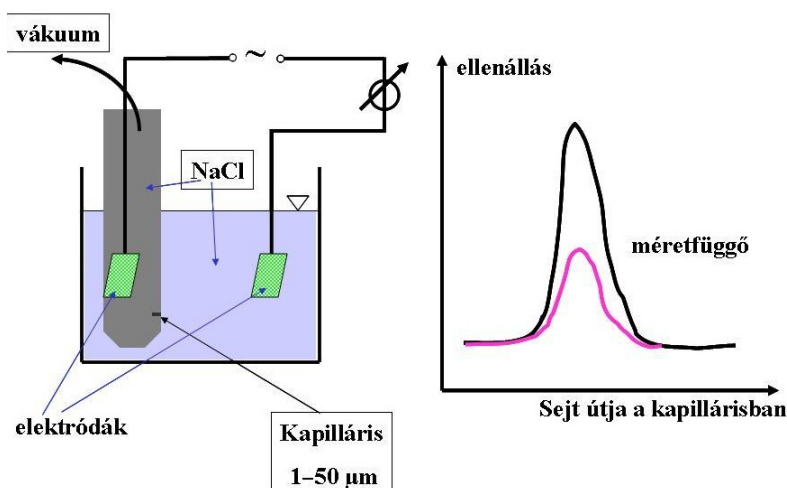 vákuum
~
NaCl
elektródák
Kapilláris
1–50 μm
ellenállás
méretfüggő
Sejt útja a kapillárisban